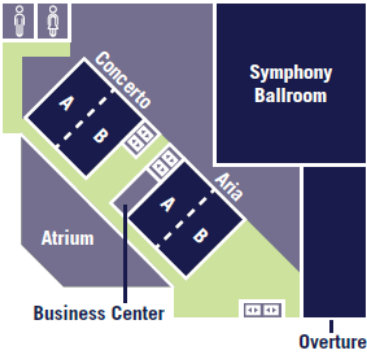 Symphony
Ballroom
Concerto
A
B
Aria
A
B
Atrium
Business Center
Overture